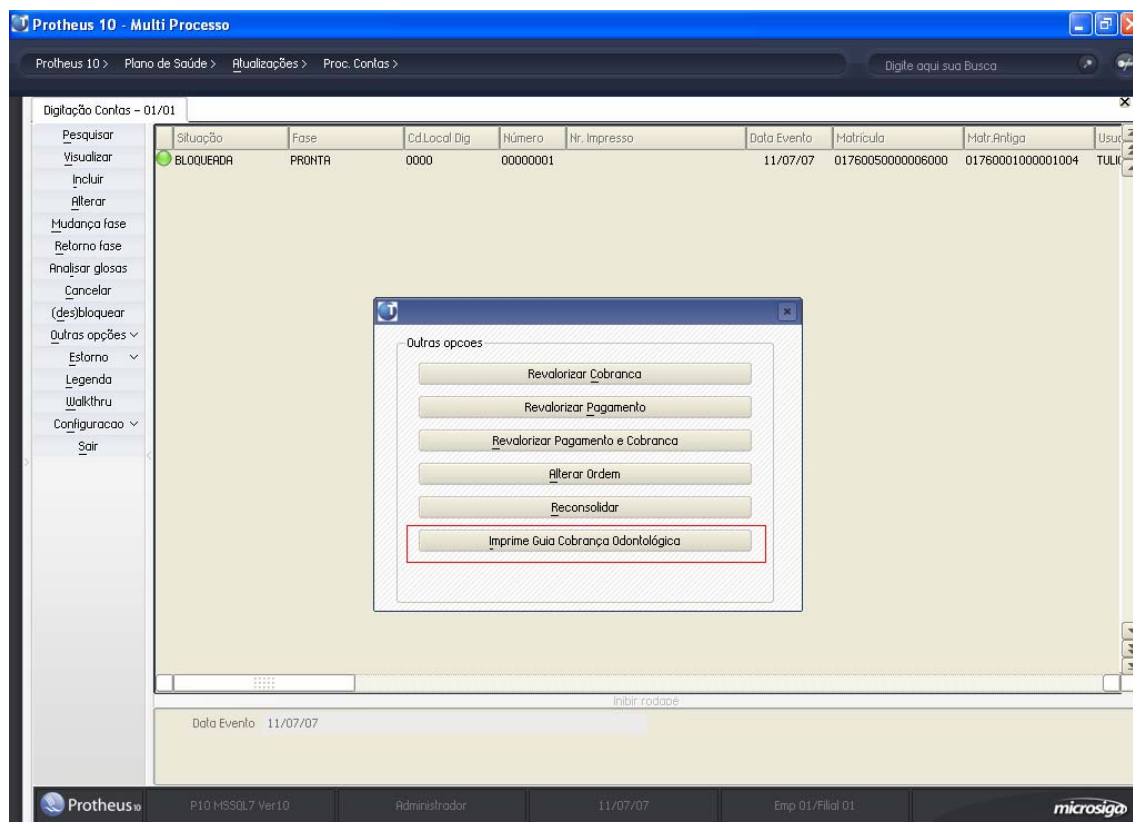 Protheus 10 - Multi Processo
Protheus 10 > Plano de Saúde > Atualizações > Proc. Contas >
Digite aqui sua Busca
Digitação Contas - 01/01
Pesquisar
Visualizar
Incluir
Alterar
Mudança fase
Retorno fase
Analisar glosas
Cancelar
(des)bloquear
Outras opções
Estorno
Legenda
Walkthru
Configuracao
Sair
Situação Fase Cd.Local Dig Número Nr. Impresso Data Evento Matrícula Matr.Antiga
BLOQUEADA PRONTA 0000 00000001 11/07/07 01760050000006000 01760001000001004
Outras opcoes
Revalorizar Cobranca
Revalorizar Pagamento
Revalorizar Pagamento e Cobranca
Alterar Ordem
Reconsolidar
Imprime Guia Cobrança Odontológica
Inibir rodapé
Data Evento 11/07/07
Protheus 10 P10 MSSQL7 Ver10 Administrador 11/07/07 Emp 01/Filial 01 microsiga